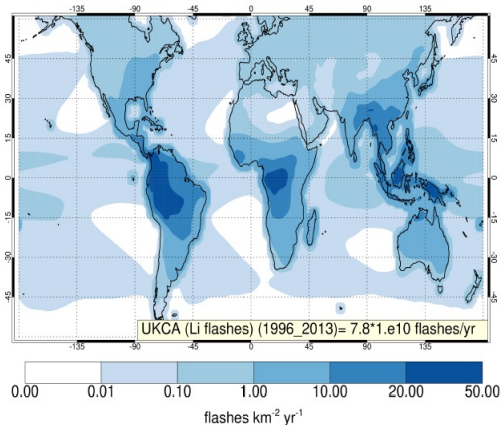 -135 -90 -45 0 45 90 135
45 45
30 30
15 15
0 0
-15 -15
-30 -30
-45 -45
UKCA (Li flashes) (1996_2013)= 7.8*1.e10 flashes/yr
-135 -90 -45 0 45 90 135
0.00 0.01 0.10 1.00 10.00 20.00 50.00
flashes km⁻² yr⁻¹